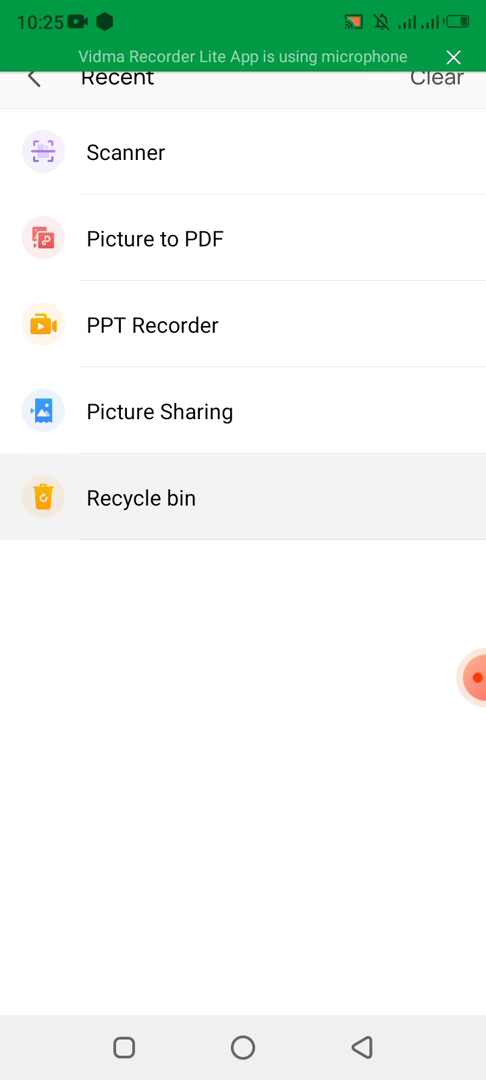 10:25
Vidma Recorder Lite App is using microphone
Recent
Clear
Scanner
Picture to PDF
PPT Recorder
Picture Sharing
Recycle bin